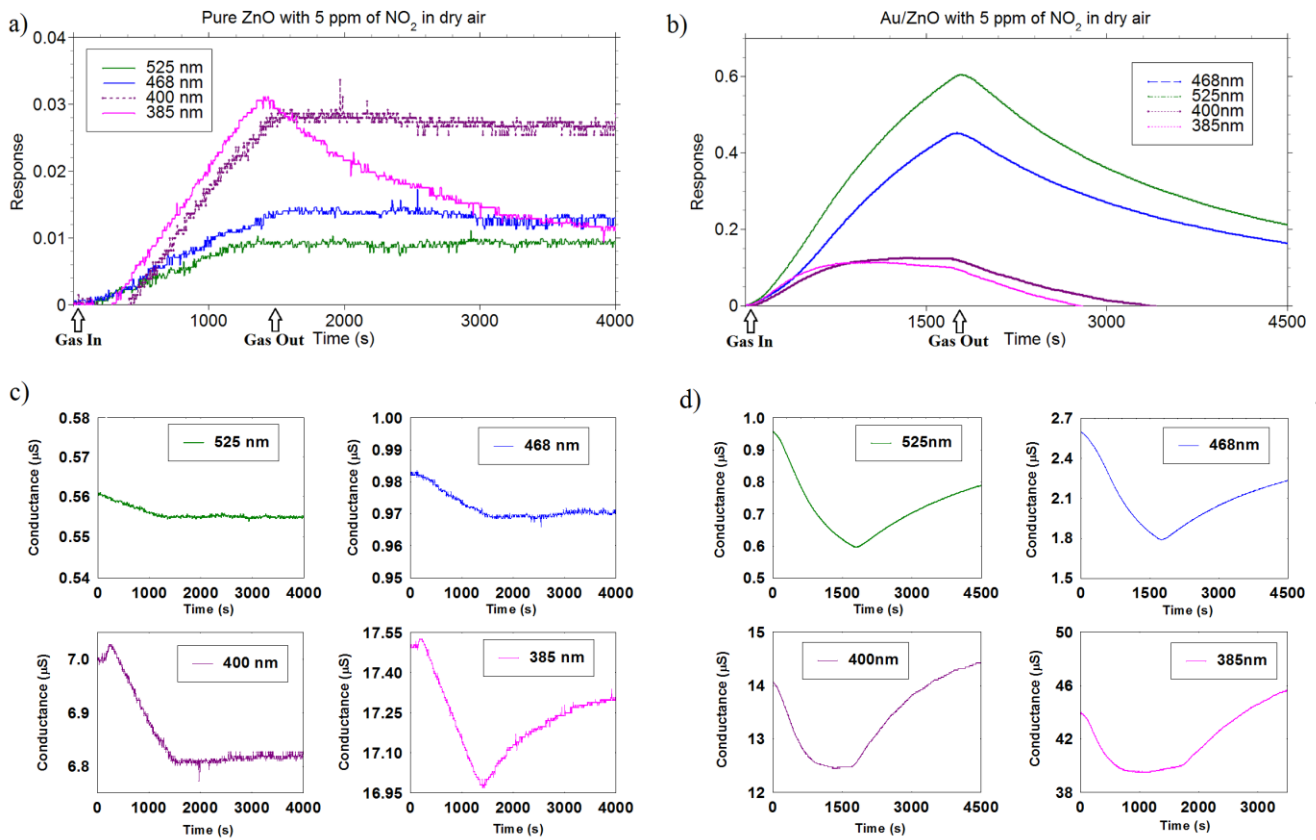 a)
Pure ZnO with 5 ppm of NO2 in dry air
0.04
0.03
0.02
0.01
0
Response
525 nm
468 nm
400 nm
385 nm
1000
2000
3000
4000
Gas In
Gas Out
Time (s)
b)
Au/ZnO with 5 ppm of NO2 in dry air
0.6
0.4
0.2
0
Response
468nm
525nm
400nm
385nm
1500
3000
4500
Gas In
Gas Out
Time (s)
c)
0.58
0.57
0.56
0.55
0.54
Conductance (µS)
525 nm
0
1000
2000
3000
4000
Time (s)
1.00
0.99
0.98
0.97
0.96
0.95
Conductance (µS)
468 nm
0
1000
2000
3000
4000
Time (s)
7.0
6.9
6.8
Conductance (µS)
400 nm
0
1000
2000
3000
4000
Time (s)
17.55
17.40
17.25
17.10
16.95
Conductance (µS)
385 nm
0
1000
2000
3000
4000
Time (s)
d)
1.0
0.9
0.8
0.7
0.6
0.5
Conductance (µS)
525nm
0
1500
3000
4500
Time (s)
2.7
2.4
2.1
1.8
1.5
Conductance (µS)
468nm
0
1500
3000
4500
Time (s)
15
14
13
12
Conductance (µS)
400nm
0
1500
3000
4500
Time (s)
50
46
42
38
Conductance (µS)
385nm
0
1000
2000
3000
Time (s)